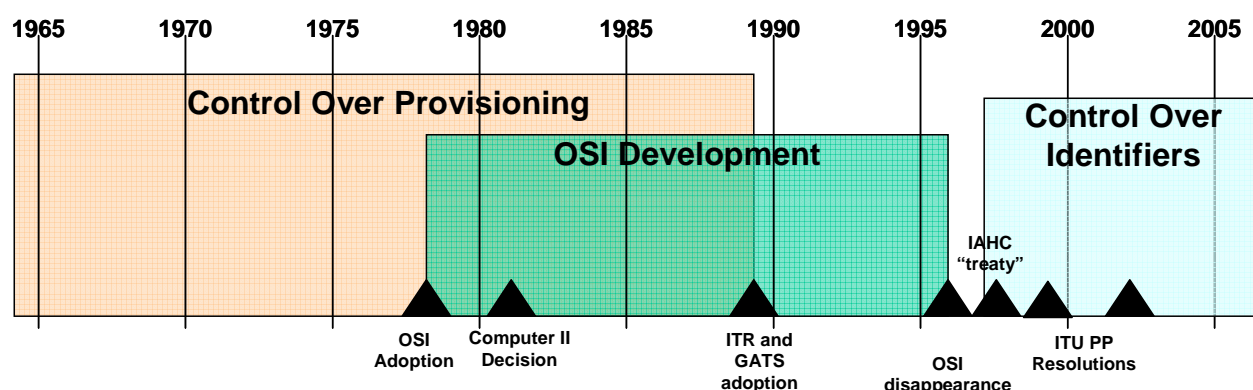 1965 1970 1975 1980 1985 1990 1995 2000 2005
Control Over Provisioning
OSI Development
Control Over
Identifiers
IAHC
“treaty”
OSI
Adoption
Computer II
Decision
ITR and
GATS
adoption
OSI
disappearance
ITU PP
Resolutions